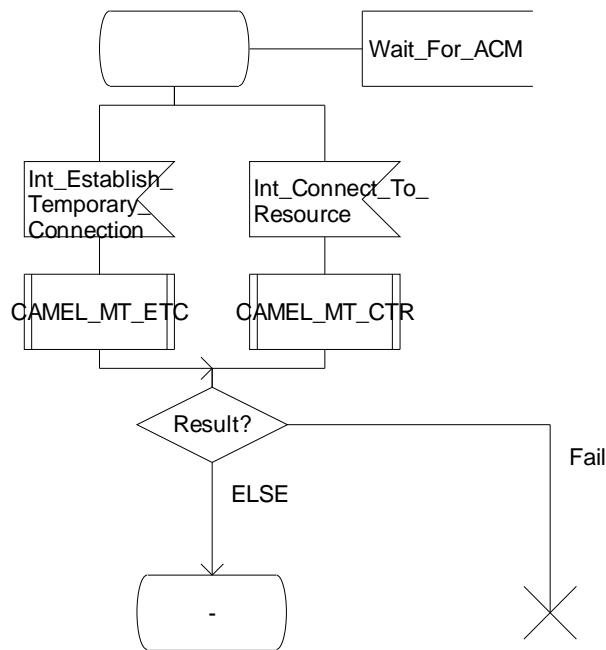 Wait_For_ACM
Int_Establish_
Temporary_
Connection
Int_Connect_To_
Resource
CAMEL_MT_ETC
CAMEL_MT_CTR
Result?
Fail
ELSE
-